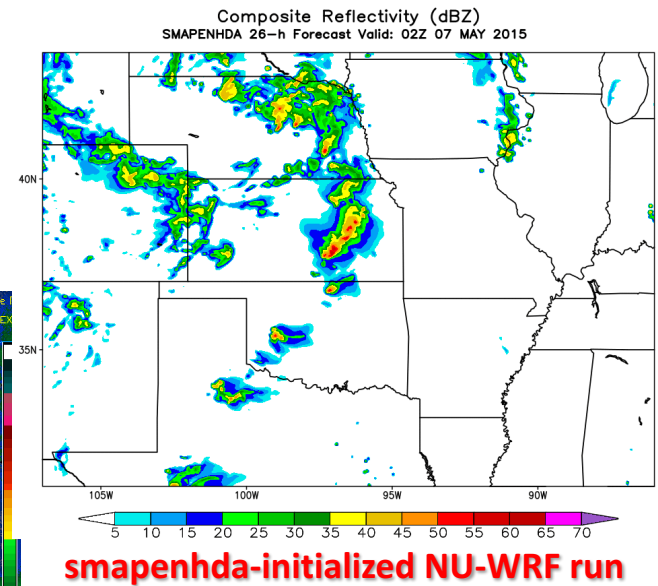 Composite Reflectivity (dBZ)
SMAPENHDA 26-h Forecast Valid: 02Z 07 MAY 2015
40N
35N
105W 100W 95W 90W
5 10 15 20 25 30 35 40 45 50 55 60 65 70
smapenhda-initialized NU-WRF run